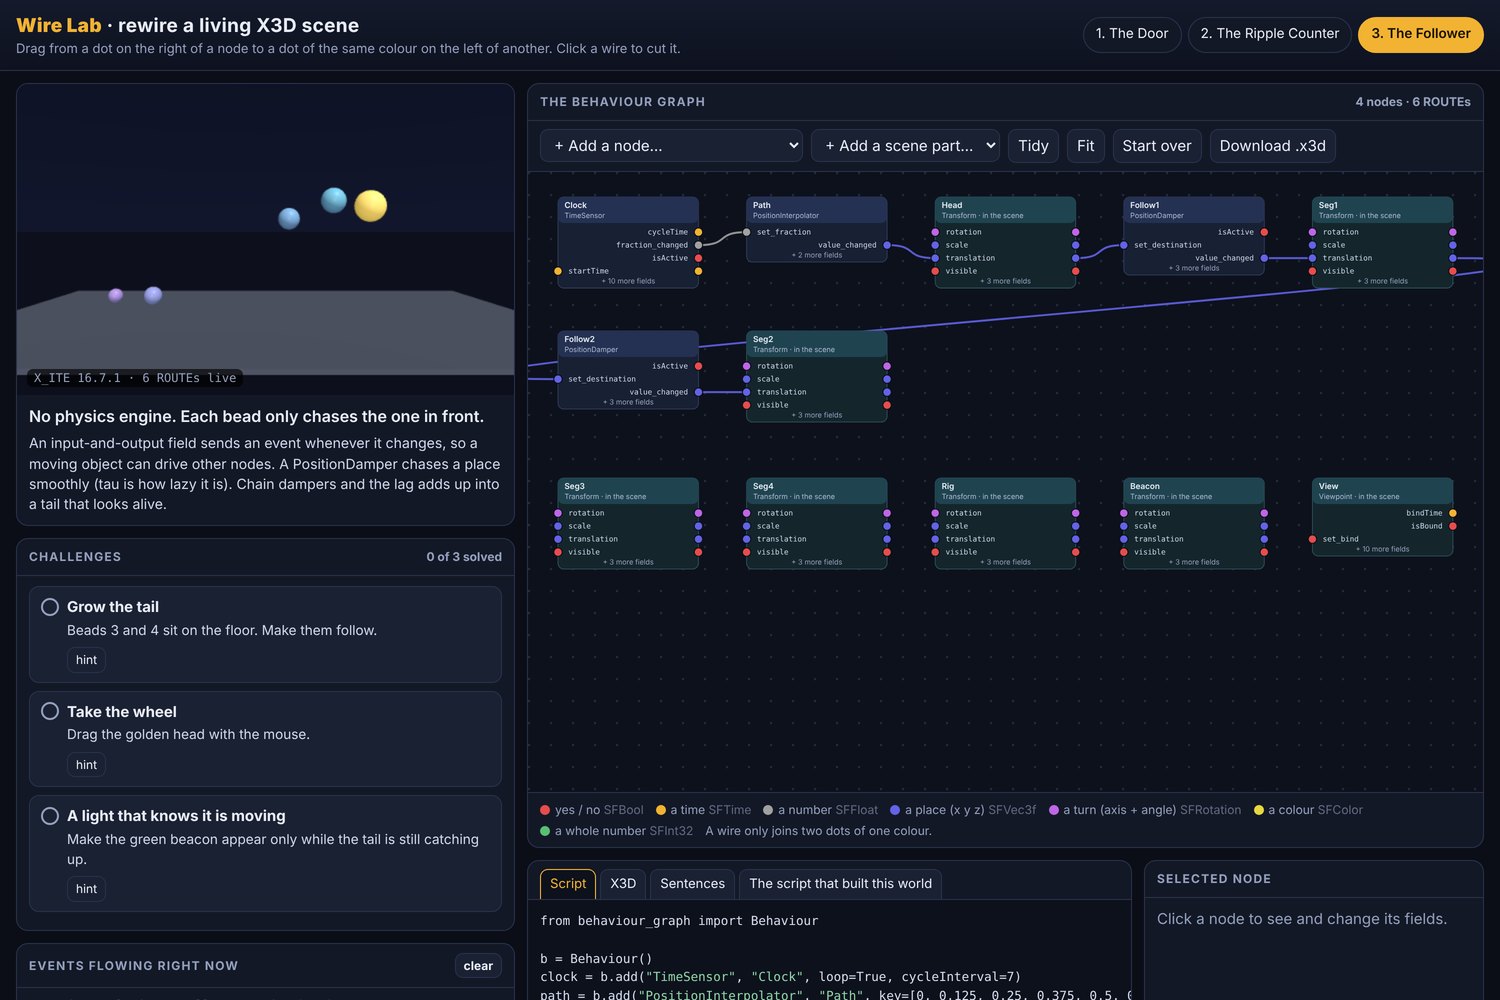 Wire Lab · rewire a living X3D scene
Drag from a dot on the right of a node to a dot of the same colour on the left of another. Click a wire to cut it.
1. The Door
2. The Ripple Counter
3. The Follower
X_ITE 16.7.1 · 6 ROUTEs live
No physics engine. Each bead only chases the one in front.
An input-and-output field sends an event whenever it changes, so a
moving object can drive other nodes. A PositionDamper chases a place
smoothly (tau is how lazy it is). Chain dampers and the lag adds up into
a tail that looks alive.
CHALLENGES
0 of 3 solved
Grow the tail
Beads 3 and 4 sit on the floor. Make them follow.
hint
Take the wheel
Drag the golden head with the mouse.
hint
A light that knows it is moving
Make the green beacon appear only while the tail is still catching
up.
hint
EVENTS FLOWING RIGHT NOW
clear
THE BEHAVIOUR GRAPH
4 nodes · 6 ROUTEs
+ Add a node...
+ Add a scene part...
Tidy
Fit
Start over
Download .x3d
Clock
TimeSensor
cycleTime
fraction_changed
isActive
startTime
+ 10 more fields
Path
PositionInterpolator
set_fraction
value_changed
+ 2 more fields
Head
Transform · in the scene
rotation
scale
translation
visible
+ 3 more fields
Follow1
PositionDamper
isActive
set_destination
value_changed
+ 3 more fields
Seg1
Transform · in the scene
rotation
scale
translation
visible
+ 3 more fields
Follow2
PositionDamper
isActive
set_destination
value_changed
+ 3 more fields
Seg2
Transform · in the scene
rotation
scale
translation
visible
+ 3 more fields
Seg3
Transform · in the scene
rotation
scale
translation
visible
+ 3 more fields
Seg4
Transform · in the scene
rotation
scale
translation
visible
+ 3 more fields
Rig
Transform · in the scene
rotation
scale
translation
visible
+ 3 more fields
Beacon
Transform · in the scene
rotation
scale
translation
visible
+ 3 more fields
View
Viewpoint · in the scene
bindTime
isBound
set_bind
+ 10 more fields
yes / no SFBool
a time SFTime
a number SFFloat
a place (x y z) SFVec3f
a turn (axis + angle) SFRotation
a colour SFColor
a whole number SFInt32
A wire only joins two dots of one colour.
Script
X3D
Sentences
The script that built this world
from behaviour_graph import Behaviour
b = Behaviour()
clock = b.add("TimeSensor", "Clock", loop=True, cycleInterval=7)
path = b.add("PositionInterpolator", "Path", key=[0, 0.125, 0.25, 0.375, 0.5,
SELECTED NODE
Click a node to see and change its fields.